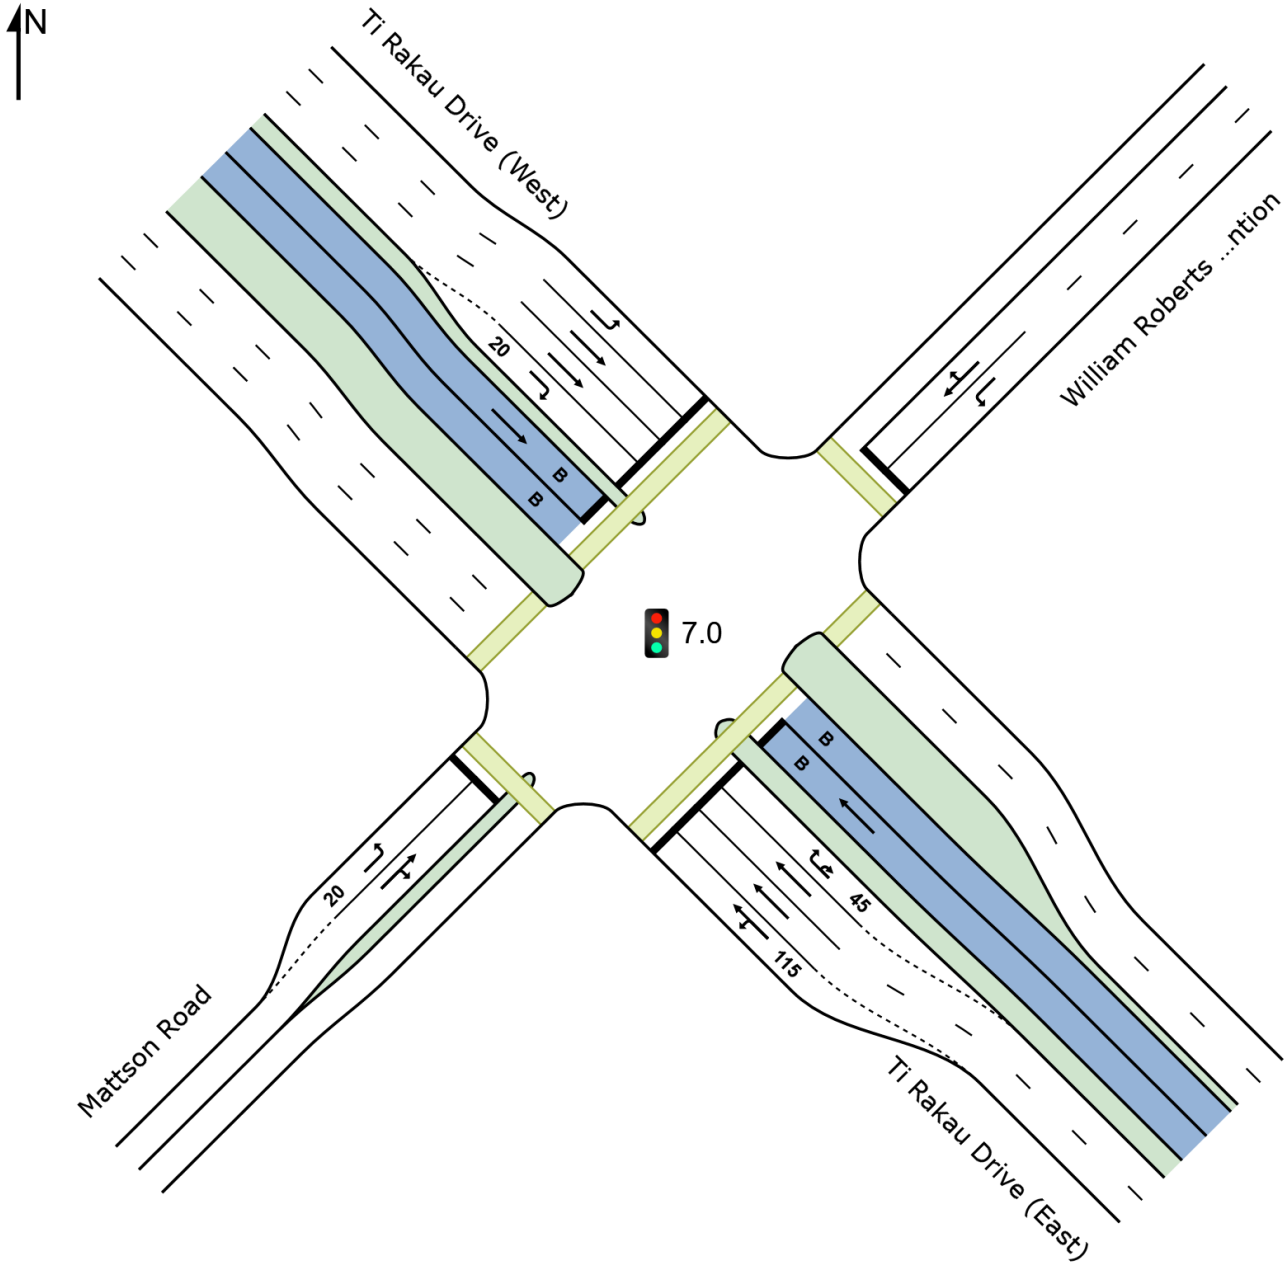 N
Ti Rakau Drive (West)
William Roberts ...ntion
20
B
B
7.0
B
B
20
45
115
Mattson Road
Ti Rakau Drive (East)